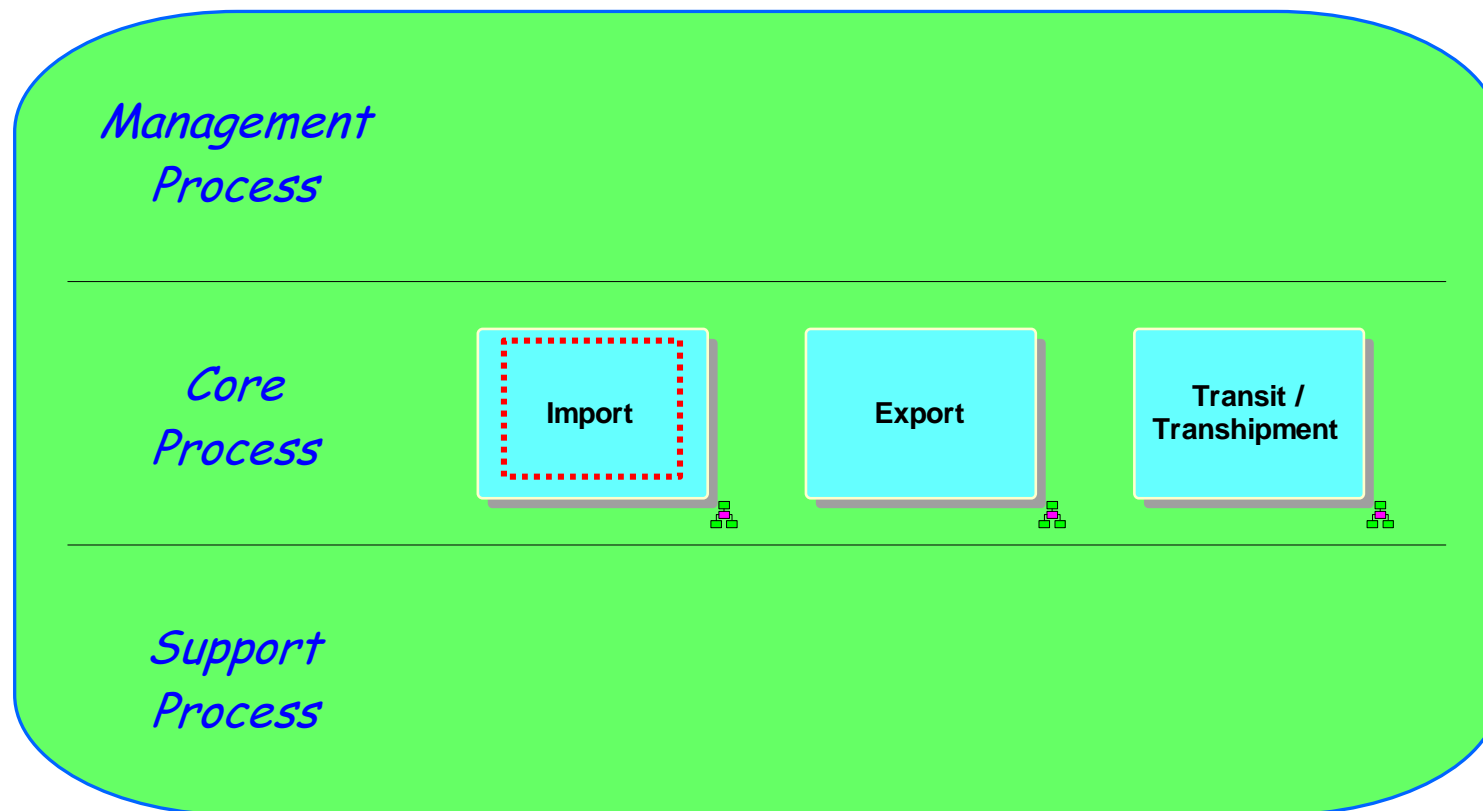 Management
Process
Core
Process
Import
Export
Transit /
Transhipment
Support
Process